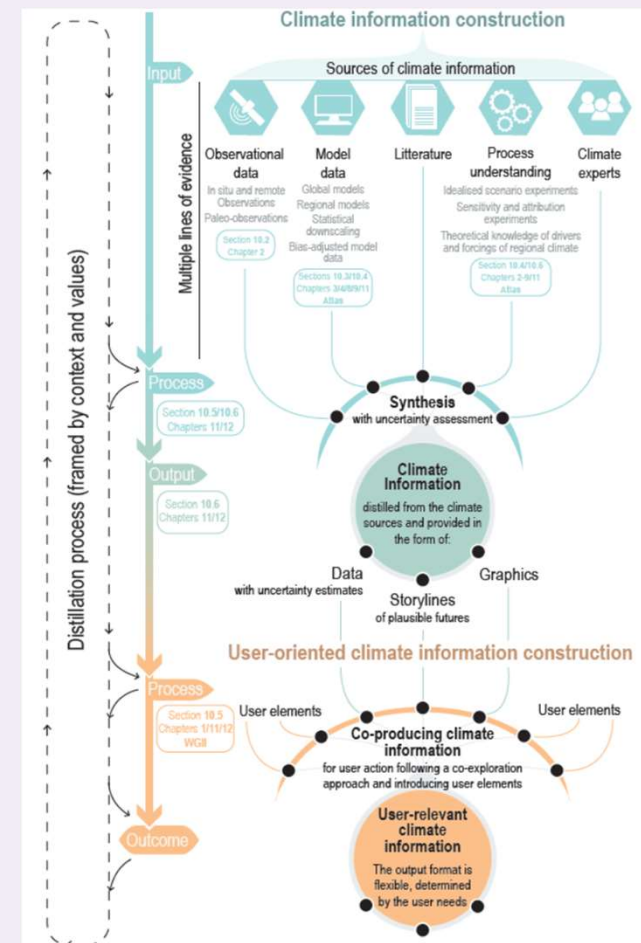 Climate information construction
Input
Sources of climate information
Multiple lines of evidence
Observational
data
In situ and remote
Observations
Paleo-observations
Section 10.2
Chapter 2
Model
data
Global models
Regional models
Statistical
downscaling
Bias-adjusted model
data
Sections 10.3/10.4
Chapters 3/4/8/9/11
Atlas
Litterature
Process
understanding
Idealised scenario experiments
Sensitivity and attribution
experiments
Theoretical knowledge of drivers
and forcings of regional climate
Section 10.4/10.6
Chapters 2-9/11
Atlas
Climate
experts
Distillation process (framed by context and values)
Process
Section 10.5/10.6
Chapters 11/12
Synthesis
with uncertainty assessment
Output
Section 10.6
Chapters 11/12
Climate
Information
distilled from the climate
sources and provided in
the form of:
Data
with uncertainty estimates
Storylines
of plausible futures
Graphics
User-oriented climate information construction
Process
Section 10.5
Chapters 1/11/12
WGII
User elements
User elements
Co-producing climate
information
for user action following a co-exploration
approach and introducing user elements
Outcome
User-relevant
climate
information
The output format is
flexible, determined
by the user needs